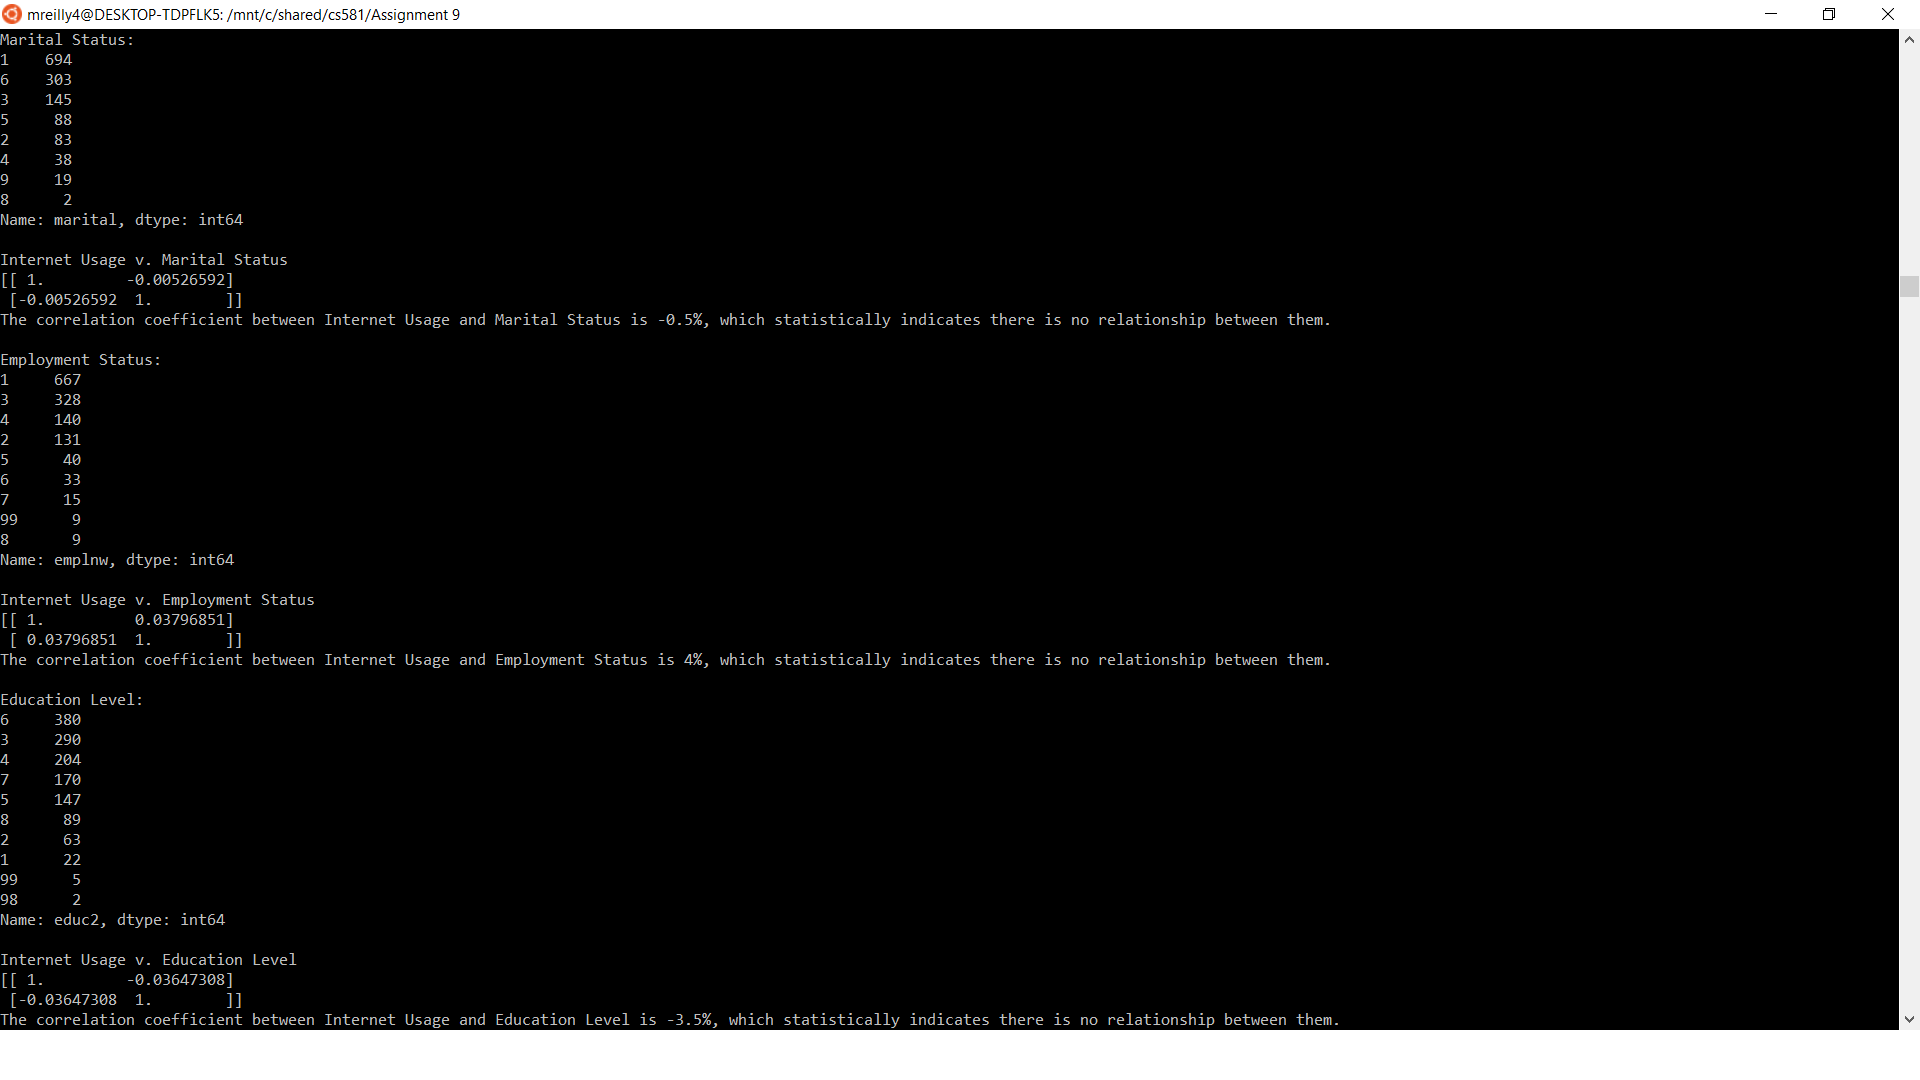 mreilly4@DESKTOP-TDPFLK5: /mnt/c/shared/cs581/Assignment 9
Marital Status:
1    694
6    303
3    145
5     88
2     83
4     38
9     19
8      2
Name: marital, dtype: int64

Internet Usage v. Marital Status
[[ 1.         -0.00526592]
 [-0.00526592  1.        ]]
The correlation coefficient between Internet Usage and Marital Status is -0.5%, which statistically indicates there is no relationship between them.

Employment Status:
1     667
3     328
4     140
2     131
5      40
6      33
7      15
99      9
8       9
Name: emplnw, dtype: int64

Internet Usage v. Employment Status
[[ 1.          0.03796851]
 [ 0.03796851  1.        ]]
The correlation coefficient between Internet Usage and Employment Status is 4%, which statistically indicates there is no relationship between them.

Education Level:
6     380
3     290
4     204
7     170
5     147
8      89
2      63
1      22
99      5
98      2
Name: educ2, dtype: int64

Internet Usage v. Education Level
[[ 1.         -0.03647308]
 [-0.03647308  1.        ]]
The correlation coefficient between Internet Usage and Education Level is -3.5%, which statistically indicates there is no relationship between them.